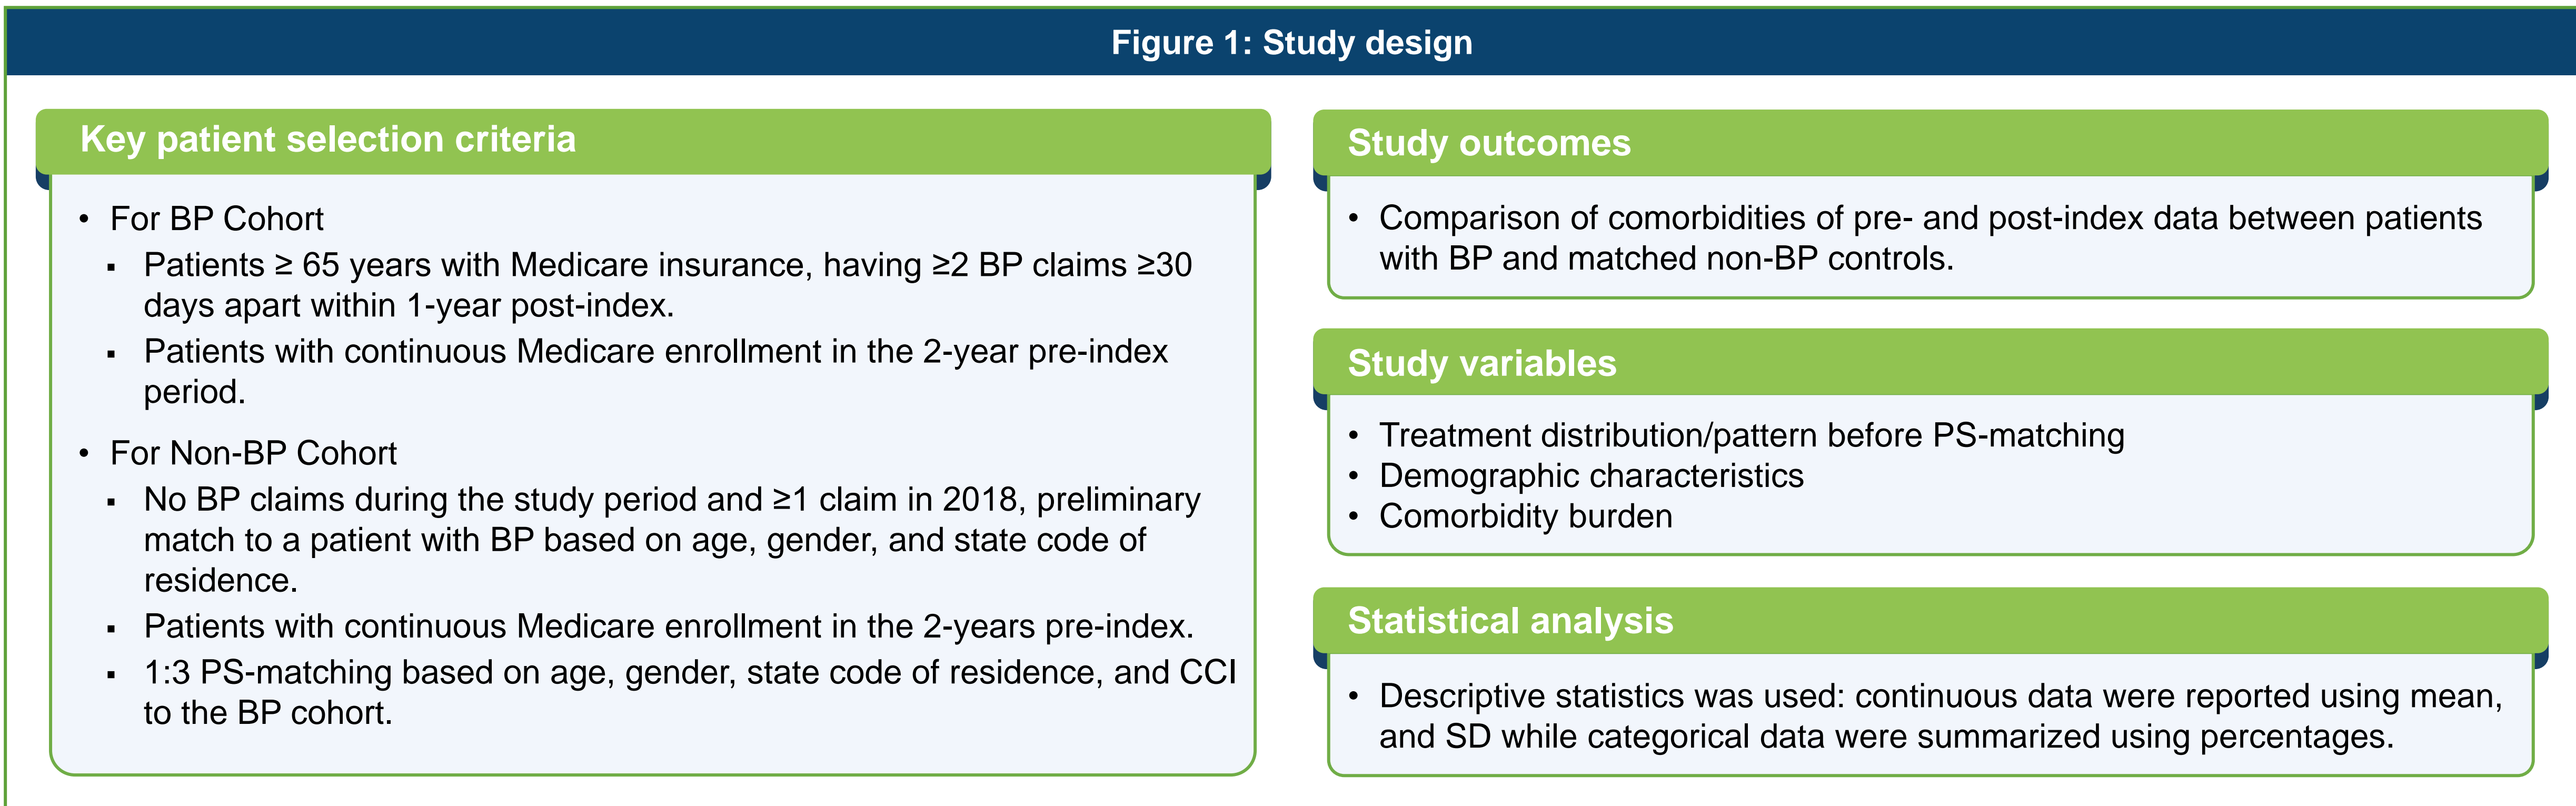 Figure 1: Study design
Key patient selection criteria
• For BP Cohort
▪ Patients ≥ 65 years with Medicare insurance, having ≥2 BP claims ≥30
days apart within 1-year post-index.
▪ Patients with continuous Medicare enrollment in the 2-year pre-index
period.
• For Non-BP Cohort
▪ No BP claims during the study period and ≥1 claim in 2018, preliminary
match to a patient with BP based on age, gender, and state code of
residence.
▪ Patients with continuous Medicare enrollment in the 2-years pre-index.
▪ 1:3 PS-matching based on age, gender, state code of residence, and CCI
to the BP cohort.
Study outcomes
• Comparison of comorbidities of pre- and post-index data between patients
with BP and matched non-BP controls.
Study variables
• Treatment distribution/pattern before PS-matching
• Demographic characteristics
• Comorbidity burden
Statistical analysis
• Descriptive statistics was used: continuous data were reported using mean,
and SD while categorical data were summarized using percentages.